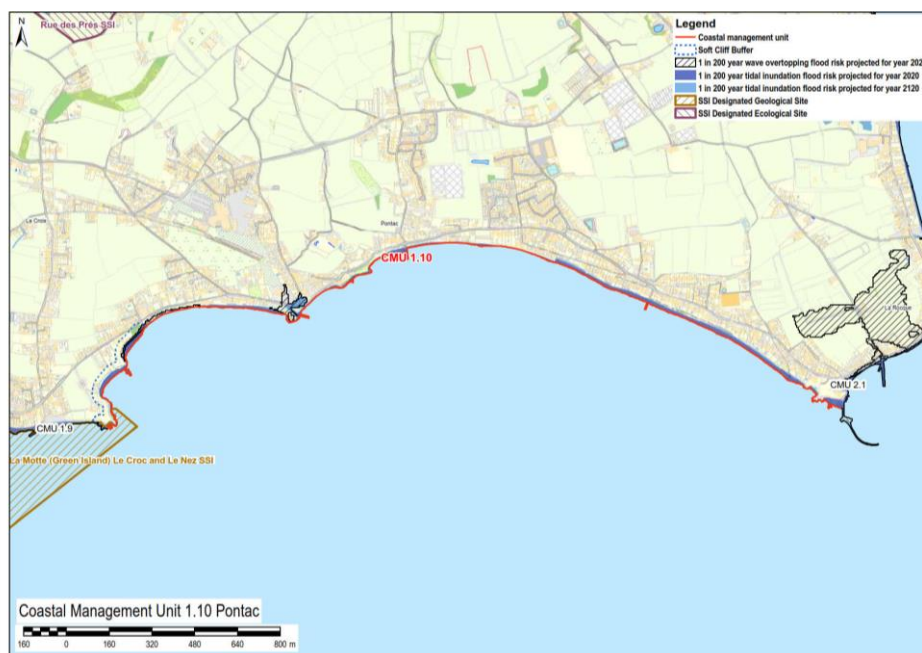 Rue des Prés SSI
N
Legend
Coastal management unit
Soft Cliff Buffer
1 in 200 year wave overtopping flood risk projected for year 202
1 in 200 year tidal inundation flood risk projected for year 2020
1 in 200 year tidal inundation flood risk projected for year 2120
SSI Designated Geological Site
SSI Designated Ecological Site
Le Croix
Pontac
CMU 1.10
La Rocque
CMU 2.1
CMU 1.9
La Motte (Green Island) Le Croc and Le Nez SSI
Coastal Management Unit 1.10 Pontac
160 0 160 320 480 640 800 m